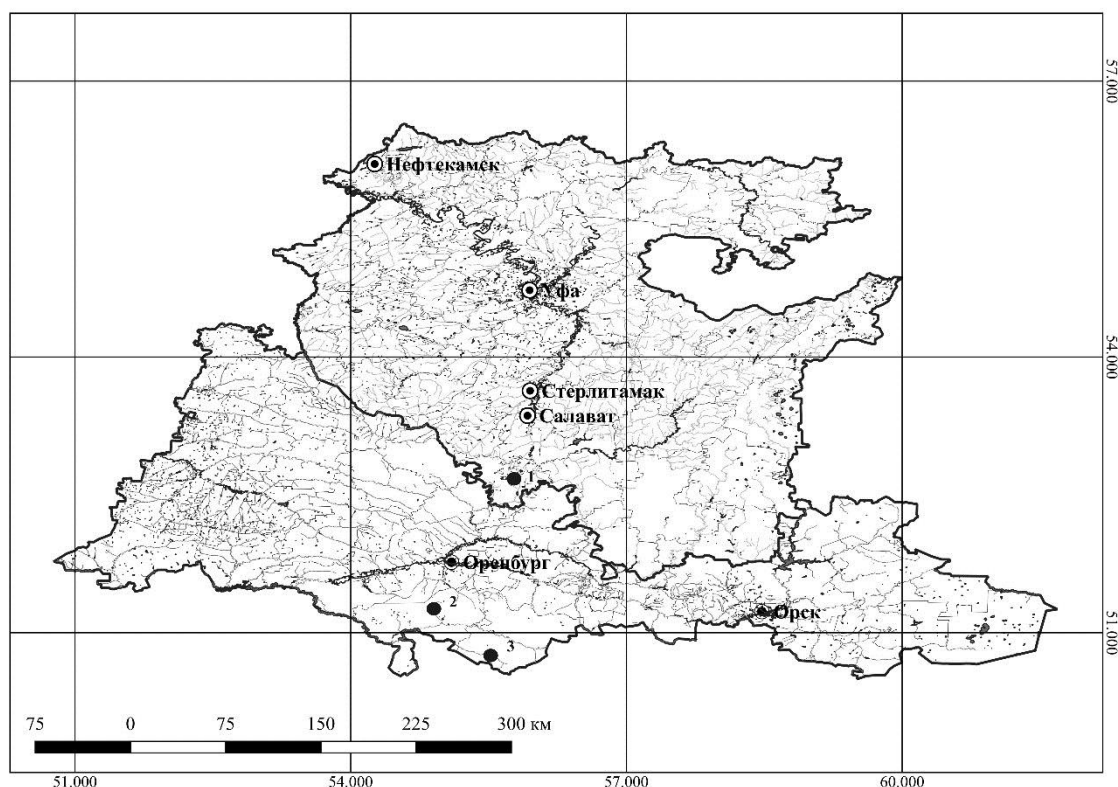 57.000
Нефтекамск
Уфа
54.000
Стерлитамак
Салават
1
Оренбург
2
Орск
51.000
3
75 0 75 150 225 300 км
51.000 54.000 57.000 60.000